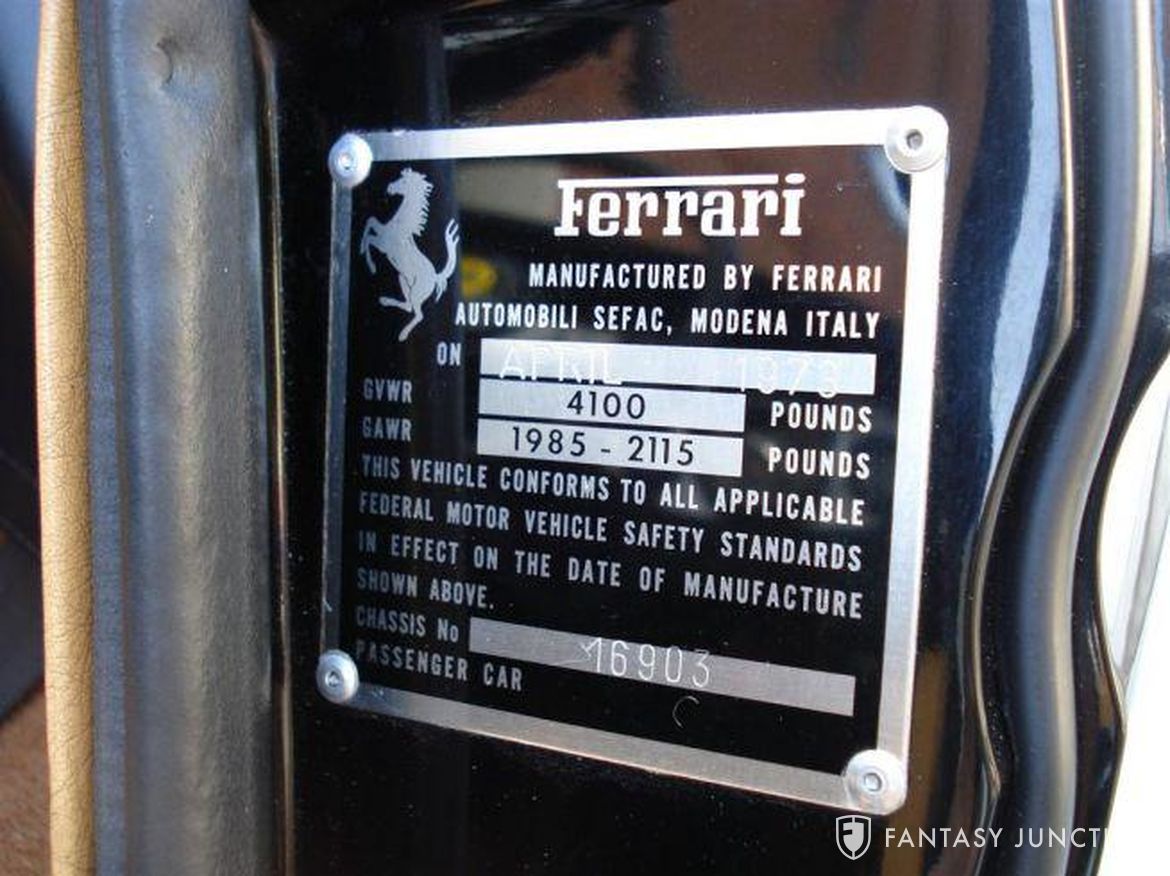 Ferrari
MANUFACTURED BY FERRARI
AUTOMOBILI SEFAC, MODENA ITALY
ON APRIL 1973
GVWR 4100 POUNDS
GAWR 1985 - 2115 POUNDS
THIS VEHICLE CONFORMS TO ALL APPLICABLE
FEDERAL MOTOR VEHICLE SAFETY STANDARDS
IN EFFECT ON THE DATE OF MANUFACTURE
SHOWN ABOVE.
CHASSIS No 16903
PASSENGER CAR
FANTASY JUNCTI